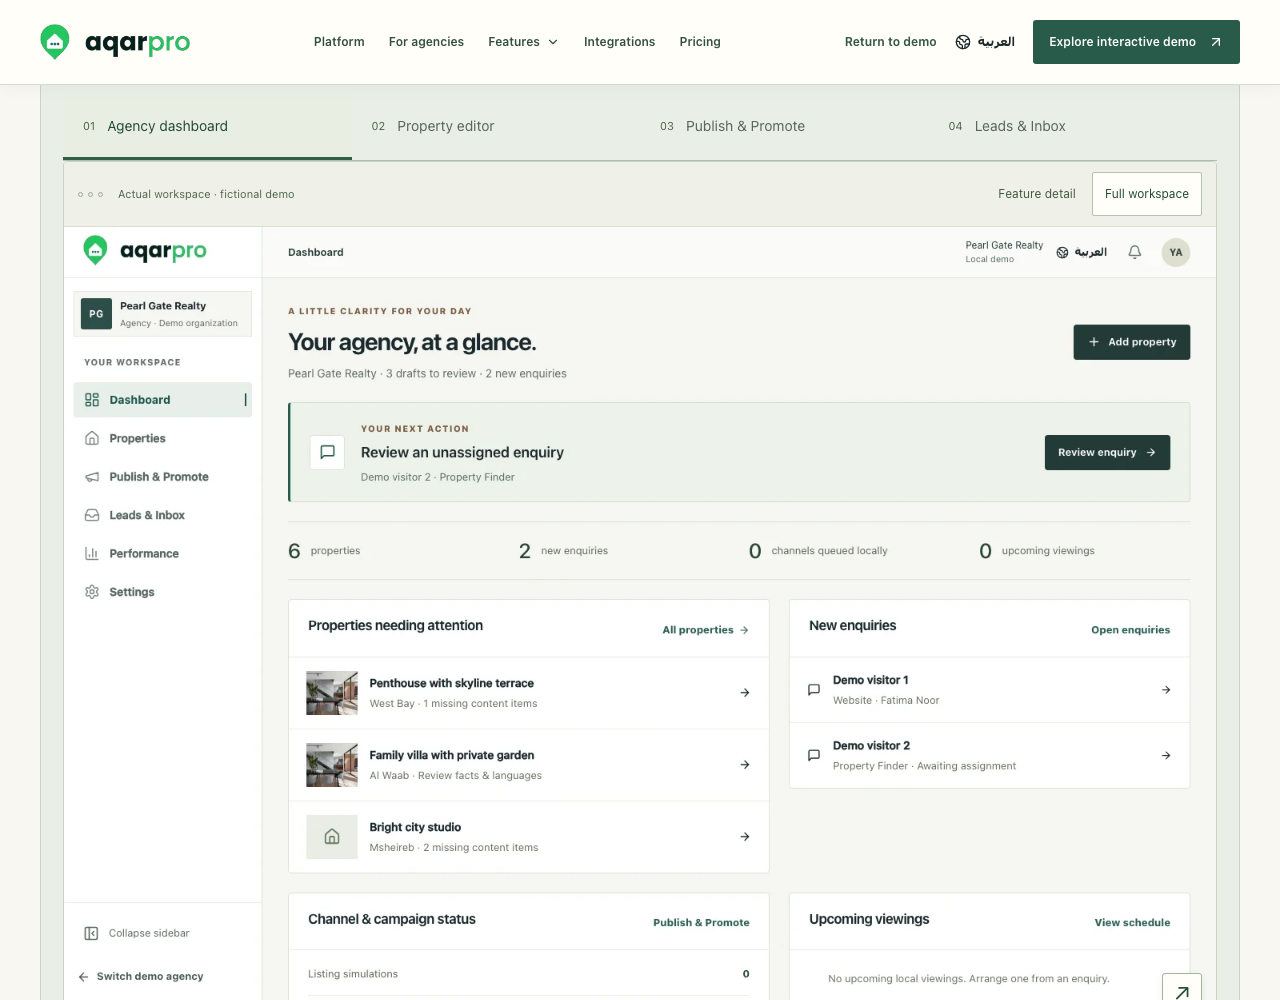 aqarpro
Platform
For agencies
Features
Integrations
Pricing
Return to demo
العربية
Explore interactive demo
01 Agency dashboard
02 Property editor
03 Publish & Promote
04 Leads & Inbox
Actual workspace · fictional demo
Feature detail
Full workspace
aqarpro
Dashboard
Pearl Gate Realty
Local demo
العربية
YA
PG
Pearl Gate Realty
Agency · Demo organization
YOUR WORKSPACE
Dashboard
Properties
Publish & Promote
Leads & Inbox
Performance
Settings
Collapse sidebar
Switch demo agency
A LITTLE CLARITY FOR YOUR DAY
Your agency, at a glance.
Pearl Gate Realty · 3 drafts to review · 2 new enquiries
Add property
YOUR NEXT ACTION
Review an unassigned enquiry
Demo visitor 2 · Property Finder
Review enquiry
6 properties
2 new enquiries
0 channels queued locally
0 upcoming viewings
Properties needing attention
All properties
Penthouse with skyline terrace
West Bay · 1 missing content items
Family villa with private garden
Al Waab · Review facts & languages
Bright city studio
Msheireb · 2 missing content items
New enquiries
Open enquiries
Demo visitor 1
Website · Fatima Noor
Demo visitor 2
Property Finder · Awaiting assignment
Channel & campaign status
Publish & Promote
Listing simulations
0
Upcoming viewings
View schedule
No upcoming local viewings. Arrange one from an enquiry.